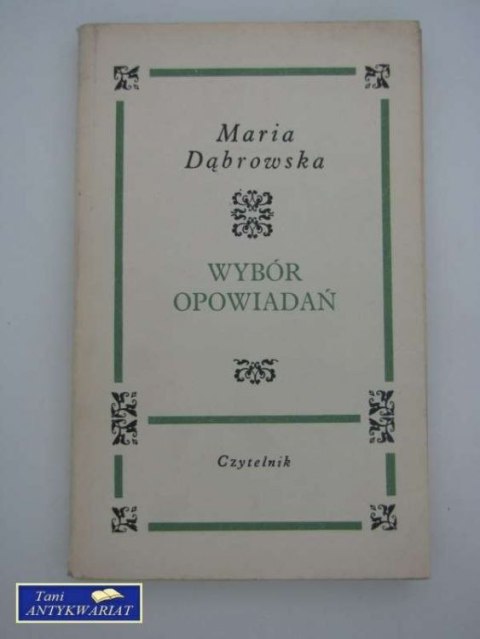 Maria
Dąbrowska
WYBÓR
OPOWIADAŃ
Czytelnik
Tani
ANTYKWARIAT